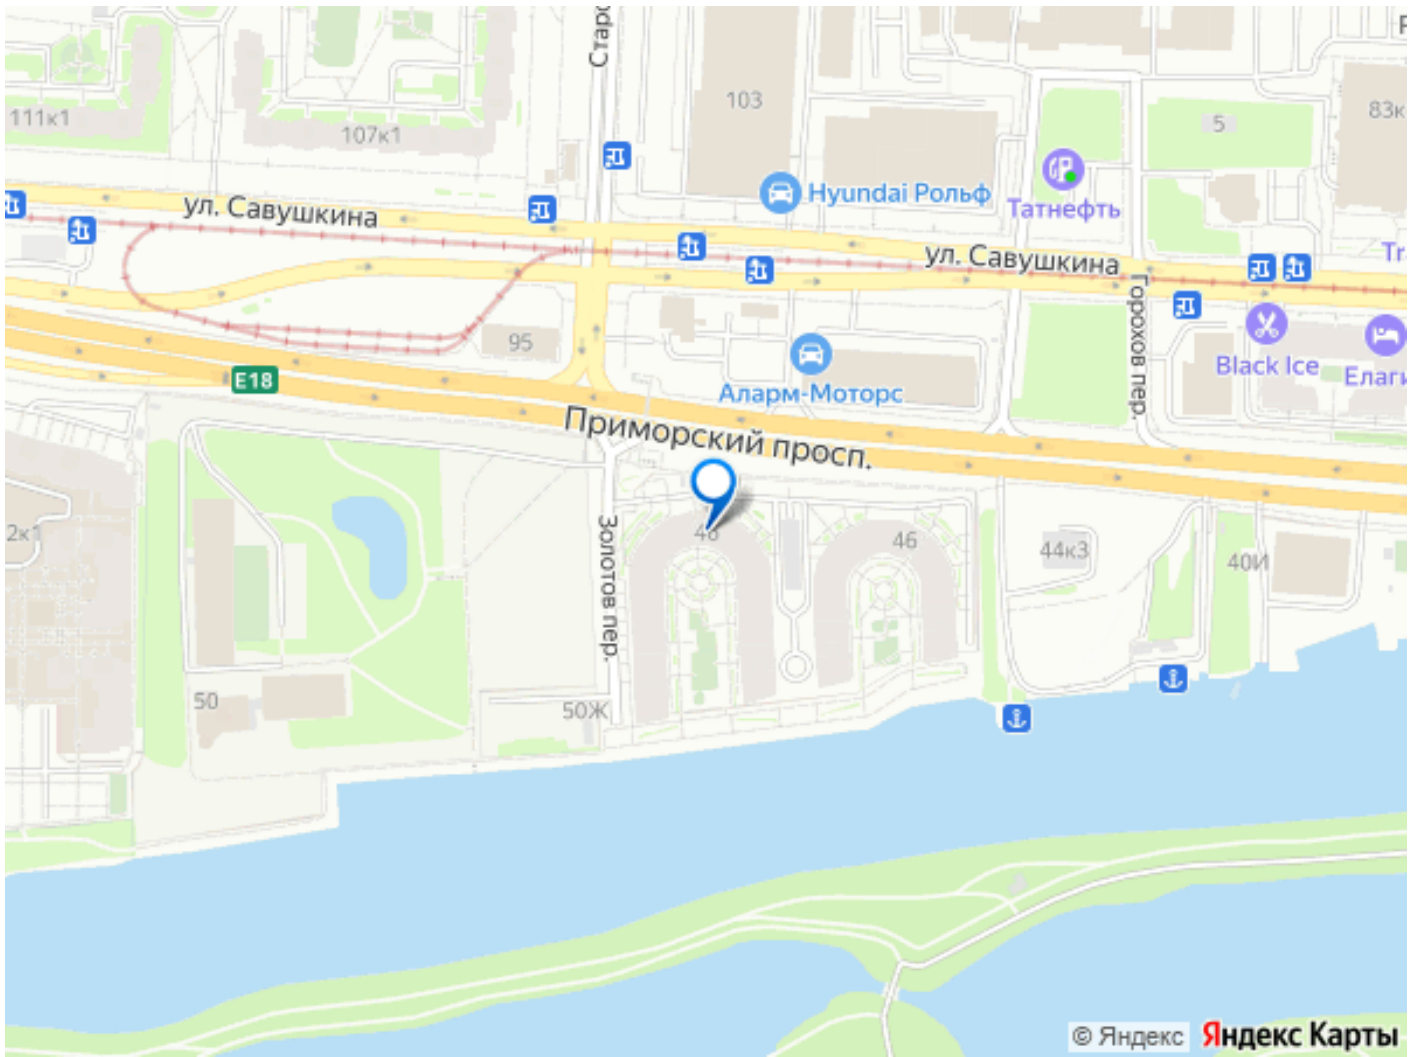 103
111к1
107к1
5
83к
Hyundai Рольф
Татнефть
ул. Савушкина
ул. Савушкина
Горохов пер.
95
E18
Аларм-Моторс
Black Ice
Приморский просп.
Золотов пер.
46
44к3
40И
2к1
50
50Ж
© Яндекс Яндекс Карты